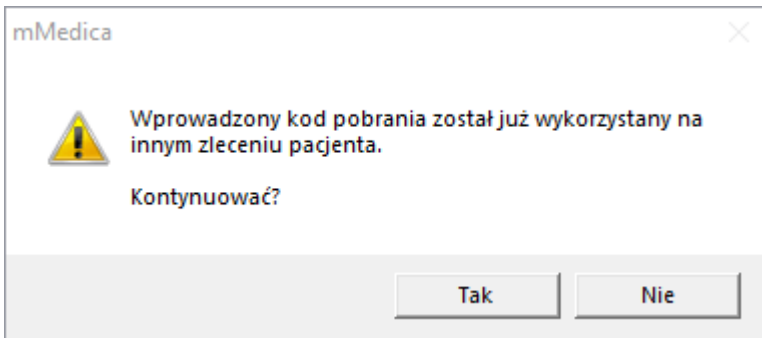 mMedica
Wprowadzony kod pobrania został już wykorzystany na
innym zleceniu pacjenta.
Kontynuować?
Tak
Nie